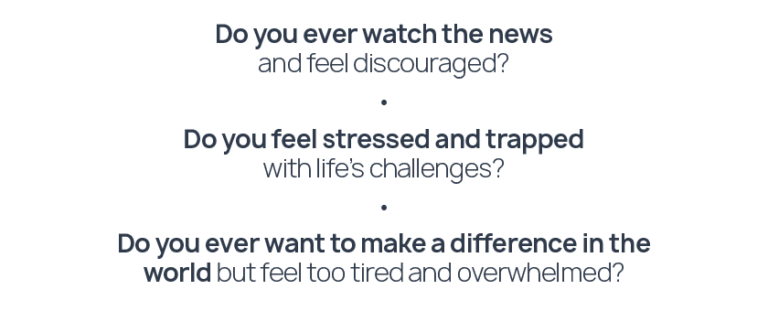 Do you ever watch the news
and feel discouraged?
•
Do you feel stressed and trapped
with life’s challenges?
•
Do you ever want to make a difference in the
world but feel too tired and overwhelmed?